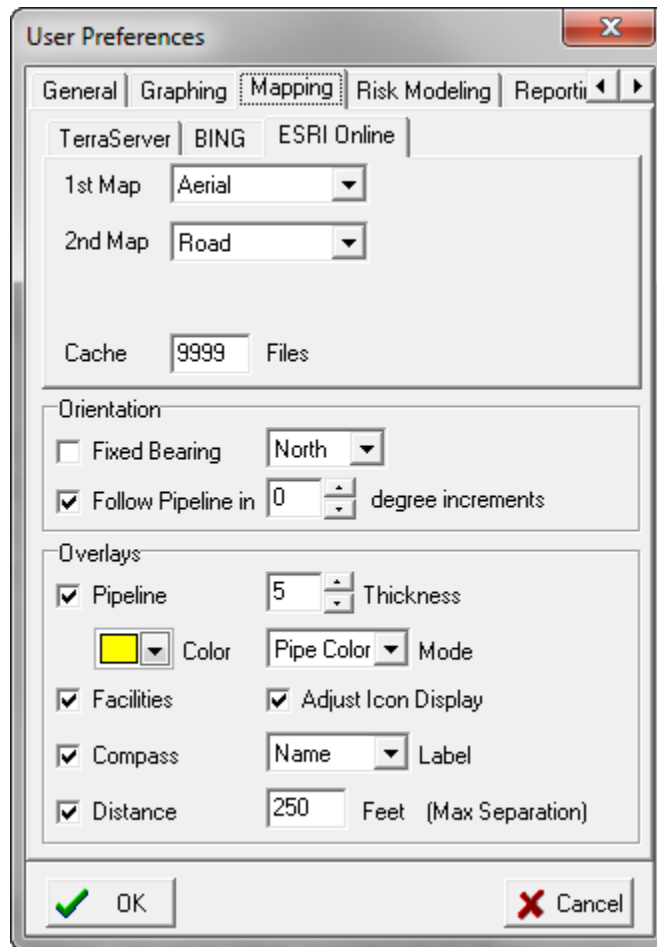 User Preferences
General Graphing Mapping Risk Modeling
TerraServer BING ESRI Online
1st Map Aerial
2nd Map Road
Cache 9999 Files
Orientation
Fixed Bearing North
Follow Pipeline in 0 degree increments
Overlays
Pipeline 5 Thickness
Color Pipe Color Mode
Facilities Adjust Icon Display
Compass Name Label
Distance 250 Feet (Max Separation)
OK Cancel